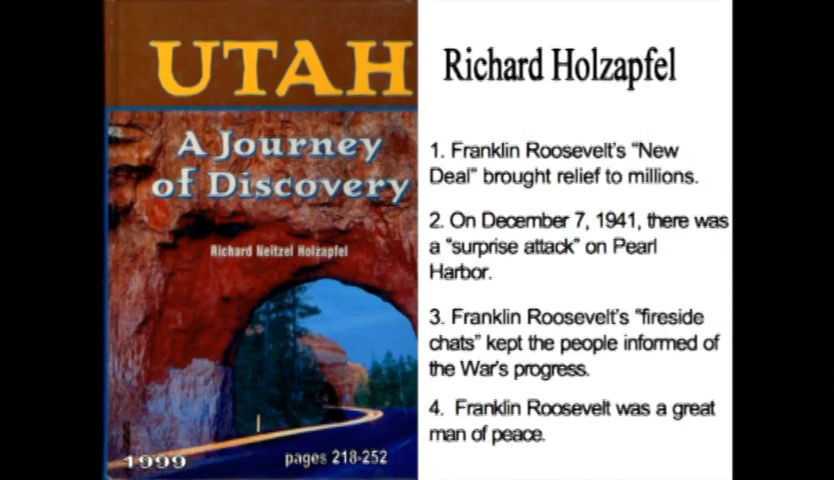 UTAH
A Journey
of Discovery
Richard Neitzel Holzapfel
1999
pages 218-252
Richard Holzapfel
1. Franklin Roosevelt's "New
Deal" brought relief to millions.
2. On December 7, 1941, there was
a "surprise attack" on Pearl
Harbor.
3. Franklin Roosevelt's "fireside
chats" kept the people informed of
the War's progress.
4. Franklin Roosevelt was a great
man of peace.